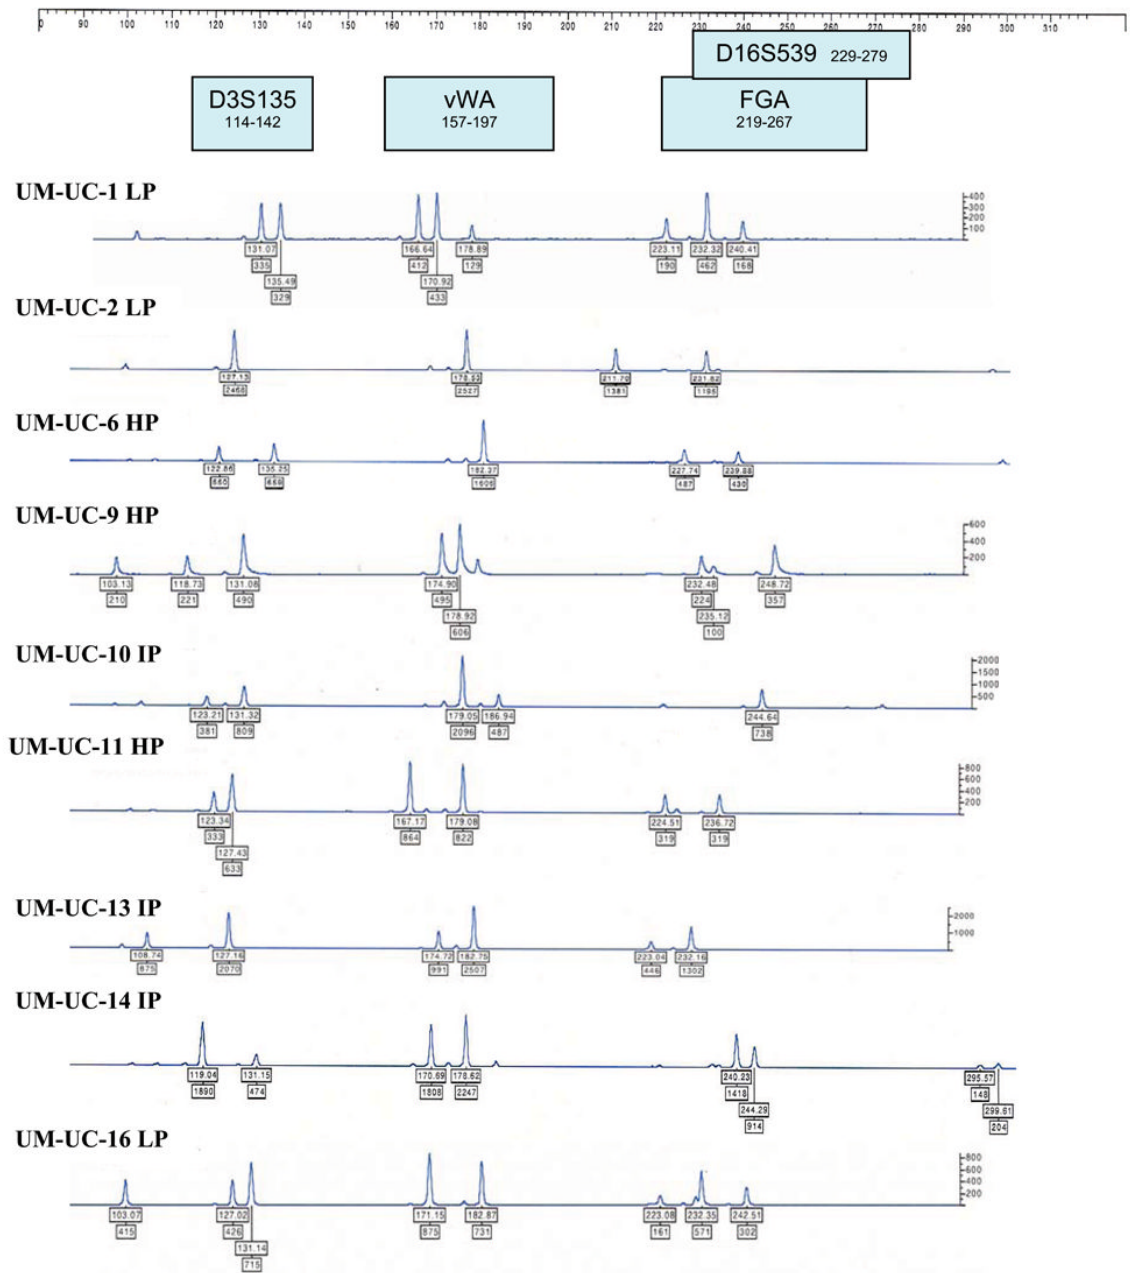 0 90 100 110 120 130 140 150 160 170 180 190 200 210 220 230 240 250 260 270 280 290 300 310
D16S539 229-279
D3S135 vWA FGA
114-142 157-197 219-267
UM-UC-1 LP
400
300
200
100
131.07 166.64 178.89 223.11 232.32 240.41
335 412 129 190 462 168
135.49 170.92
329 433
UM-UC-2 LP
127.13 178.53 211.70 231.82
2468 2527 1381 1195
UM-UC-6 HP
122.86 135.25 182.37 227.74 239.88
660 669 1606 487 430
UM-UC-9 HP
600
400
200
103.13 118.73 131.08 174.90 232.48 248.72
210 221 490 495 224 357
178.92 235.12
606 100
UM-UC-10 IP
2000
1500
1000
500
123.21 131.32 179.05 186.94 244.64
381 809 2096 487 738
UM-UC-11 HP
800
600
400
200
123.34 167.17 179.08 224.51 236.72
333 864 822 319 319
127.43
633
UM-UC-13 IP
2000
1000
108.74 127.16 174.72 182.75 223.04 232.16
875 2070 991 2507 446 1302
UM-UC-14 IP
119.04 131.15 170.69 178.62 240.23 295.57
1890 474 1808 2247 1418 148
244.29 299.61
914 204
UM-UC-16 LP
800
600
400
200
103.07 127.02 171.15 182.87 223.08 232.35 242.51
415 426 875 731 161 571 302
131.14
715